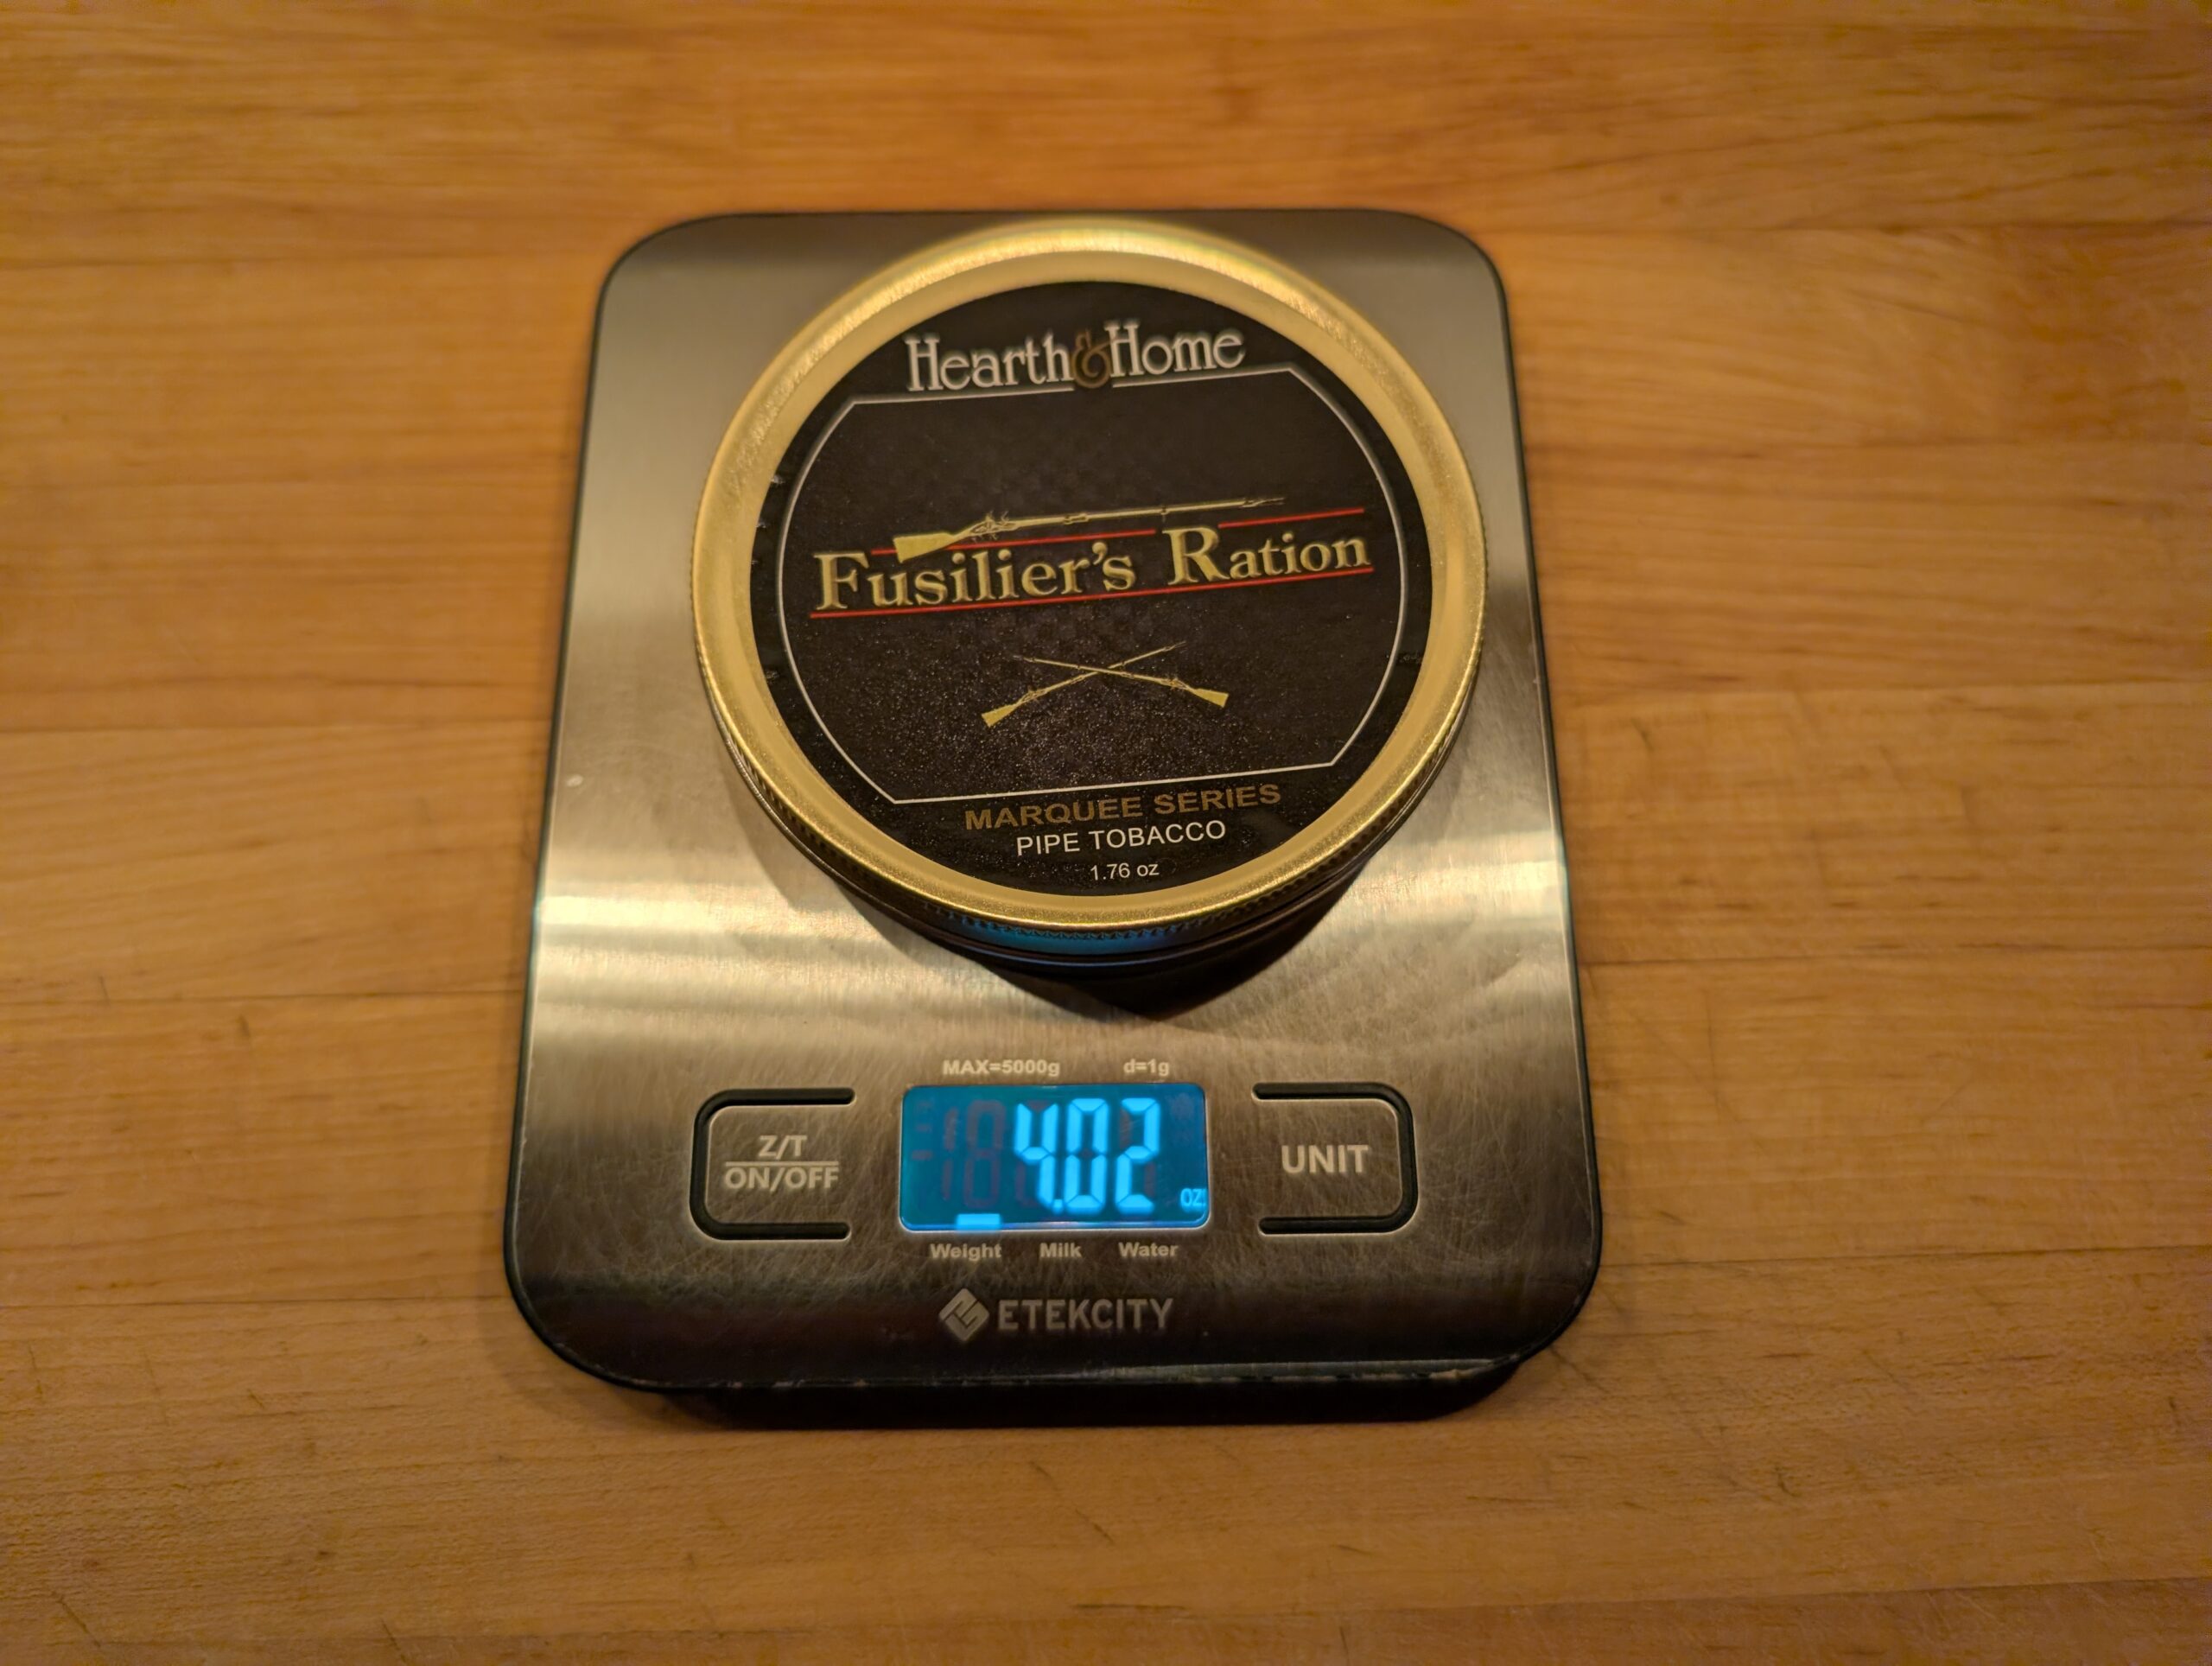 Hearth & Home
Fusilier's Ration
MARQUEE SERIES
PIPE TOBACCO
1.76 oz
MAX=5000g d=1g
Z/T
ON/OFF
4.02 oz
UNIT
Weight Milk Water
ETEKCITY